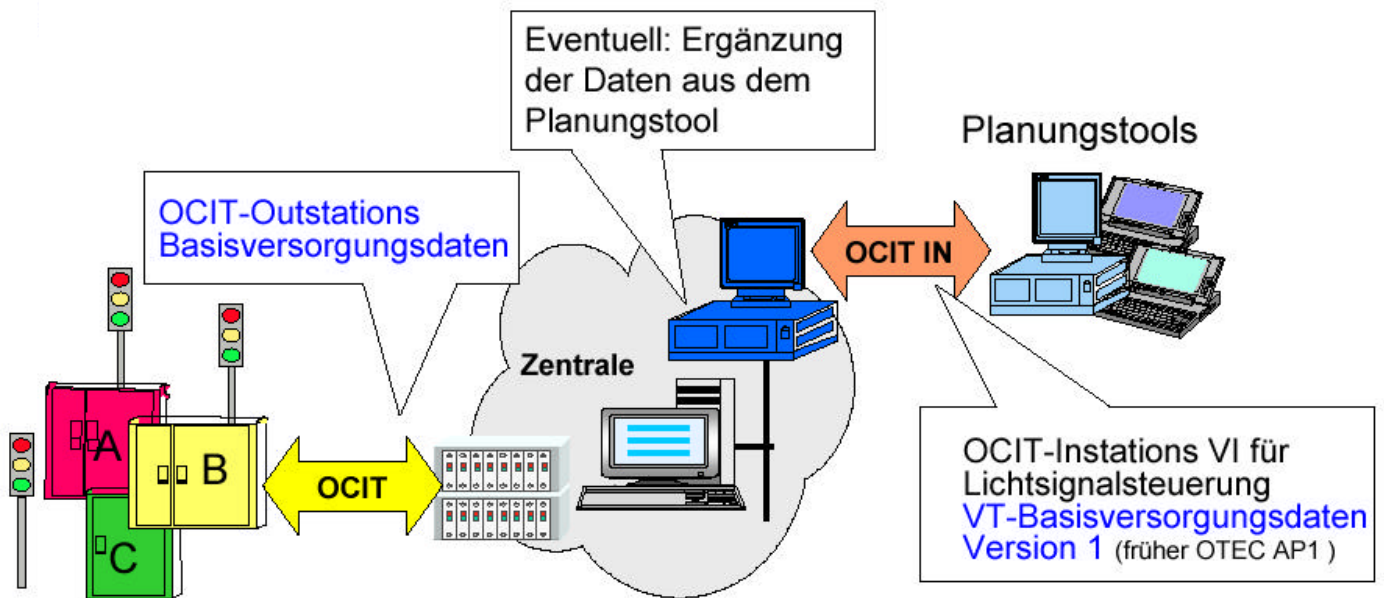 Eventuell: Ergänzung
der Daten aus dem
Planungstool
Planungstools
OCIT-Outstations
Basisversorgungsdaten
OCIT IN
Zentrale
A
B
C
OCIT
OCIT-Instations VI für
Lichtsignalsteuerung
VT-Basisversorgungsdaten
Version 1 (früher OTEC AP1 )